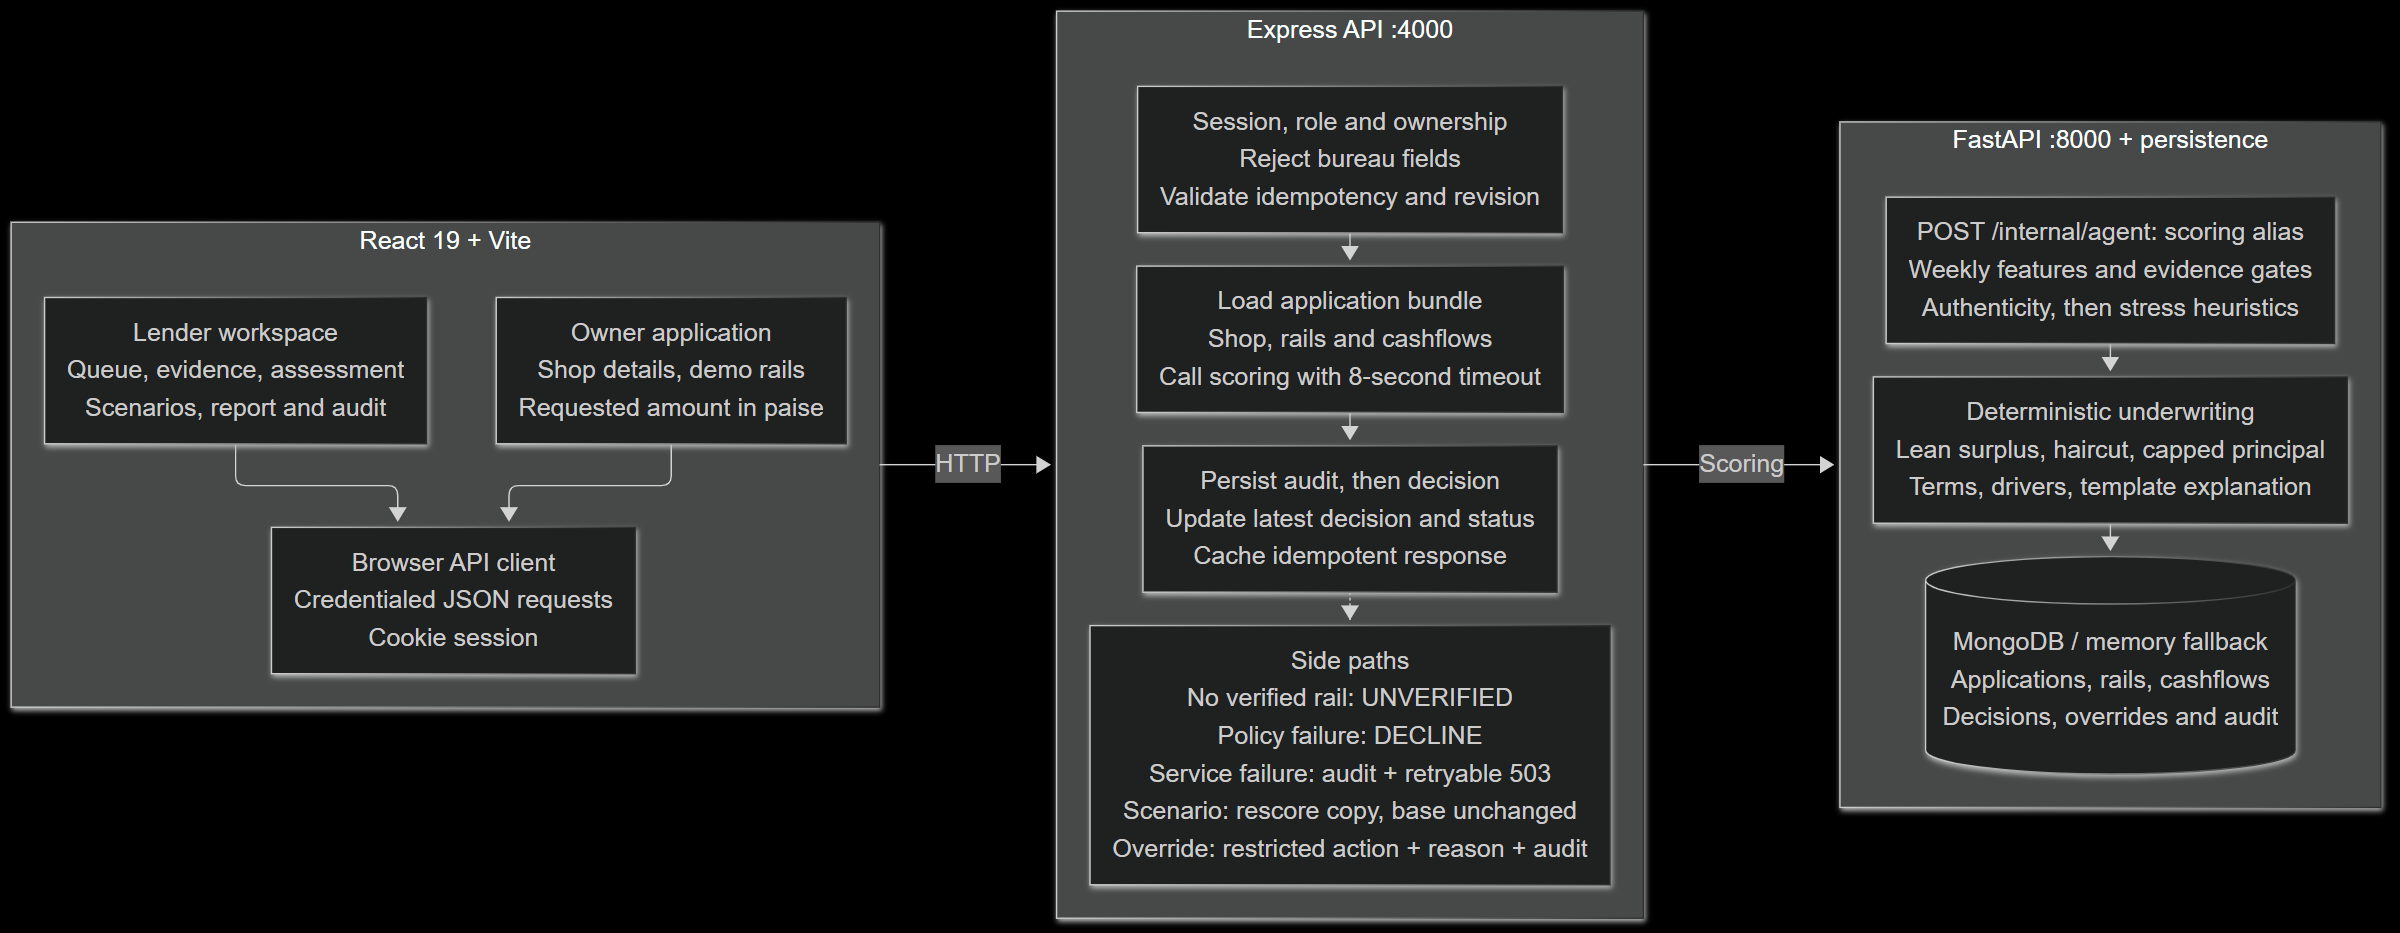 React 19 + Vite
Lender workspace
Queue, evidence, assessment
Scenarios, report and audit
Owner application
Shop details, demo rails
Requested amount in paise
Browser API client
Credentialed JSON requests
Cookie session
HTTP
Express API :4000
Session, role and ownership
Reject bureau fields
Validate idempotency and revision
Load application bundle
Shop, rails and cashflows
Call scoring with 8-second timeout
Persist audit, then decision
Update latest decision and status
Cache idempotent response
Side paths
No verified rail: UNVERIFIED
Policy failure: DECLINE
Service failure: audit + retryable 503
Scenario: rescore copy, base unchanged
Override: restricted action + reason + audit
Scoring
FastAPI :8000 + persistence
POST /internal/agent: scoring alias
Weekly features and evidence gates
Authenticity, then stress heuristics
Deterministic underwriting
Lean surplus, haircut, capped principal
Terms, drivers, template explanation
MongoDB / memory fallback
Applications, rails, cashflows
Decisions, overrides and audit